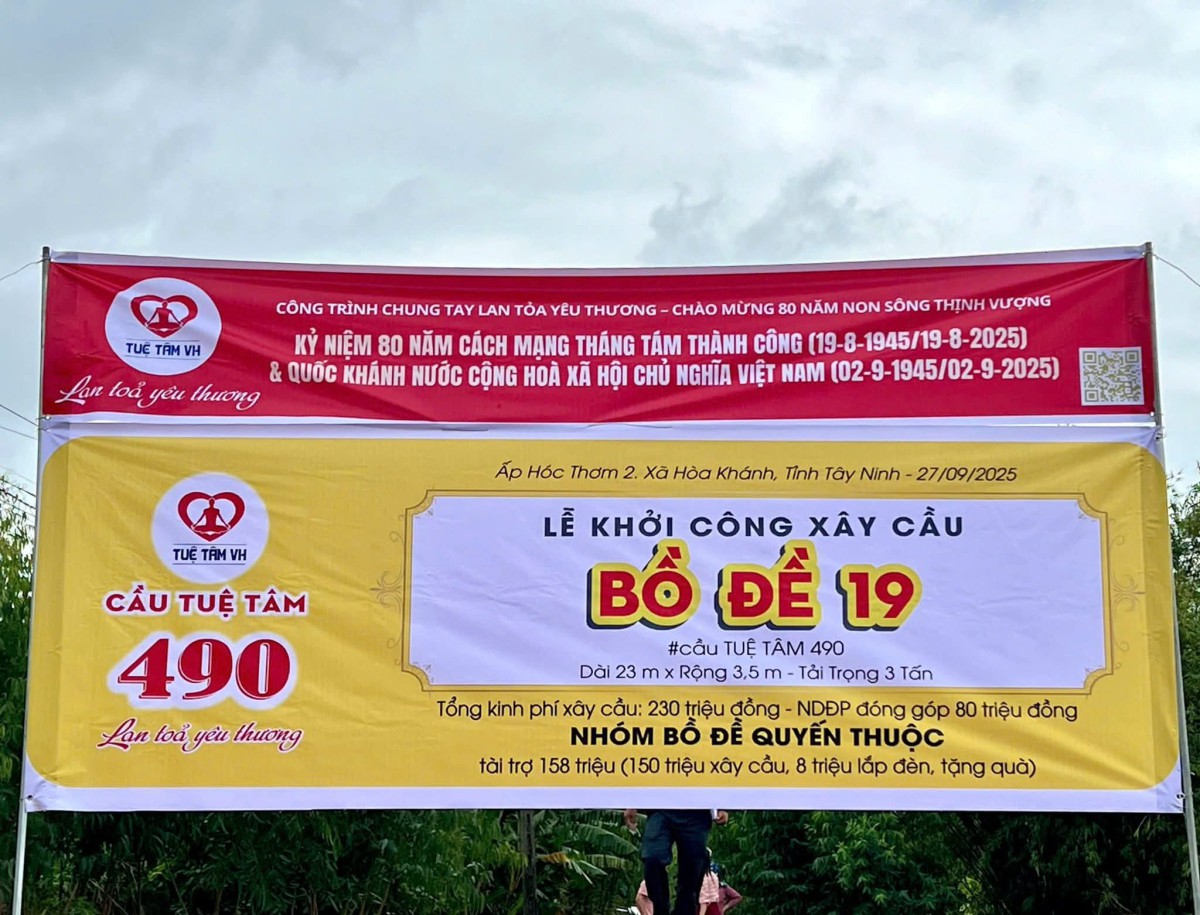 CÔNG TRÌNH CHUNG TAY LAN TỎA YÊU THƯƠNG – CHÀO MỪNG 80 NĂM NON SÔNG THỊNH VƯỢNG
KỶ NIỆM 80 NĂM CÁCH MẠNG THÁNG TÁM THÀNH CÔNG (19-8-1945/19-8-2025)
& QUỐC KHÁNH NƯỚC CỘNG HOÀ XÃ HỘI CHỦ NGHĨA VIỆT NAM (02-9-1945/02-9-2025)
TUỆ TÂM VH
Lan toả yêu thương
Ấp Hóc Thơm 2. Xã Hòa Khánh, Tỉnh Tây Ninh - 27/09/2025
TUỆ TÂM VH
CẦU TUỆ TÂM
490
Lan toả yêu thương
LỄ KHỞI CÔNG XÂY CẦU
BỒ ĐỀ 19
#cầu TUỆ TÂM 490
Dài 23 m x Rộng 3,5 m - Tải Trọng 3 Tấn
Tổng kinh phí xây cầu: 230 triệu đồng - NDĐP đóng góp 80 triệu đồng
NHÓM BỒ ĐỀ QUYẾN THUỘC
tài trợ 158 triệu (150 triệu xây cầu, 8 triệu lắp đèn, tặng quà)